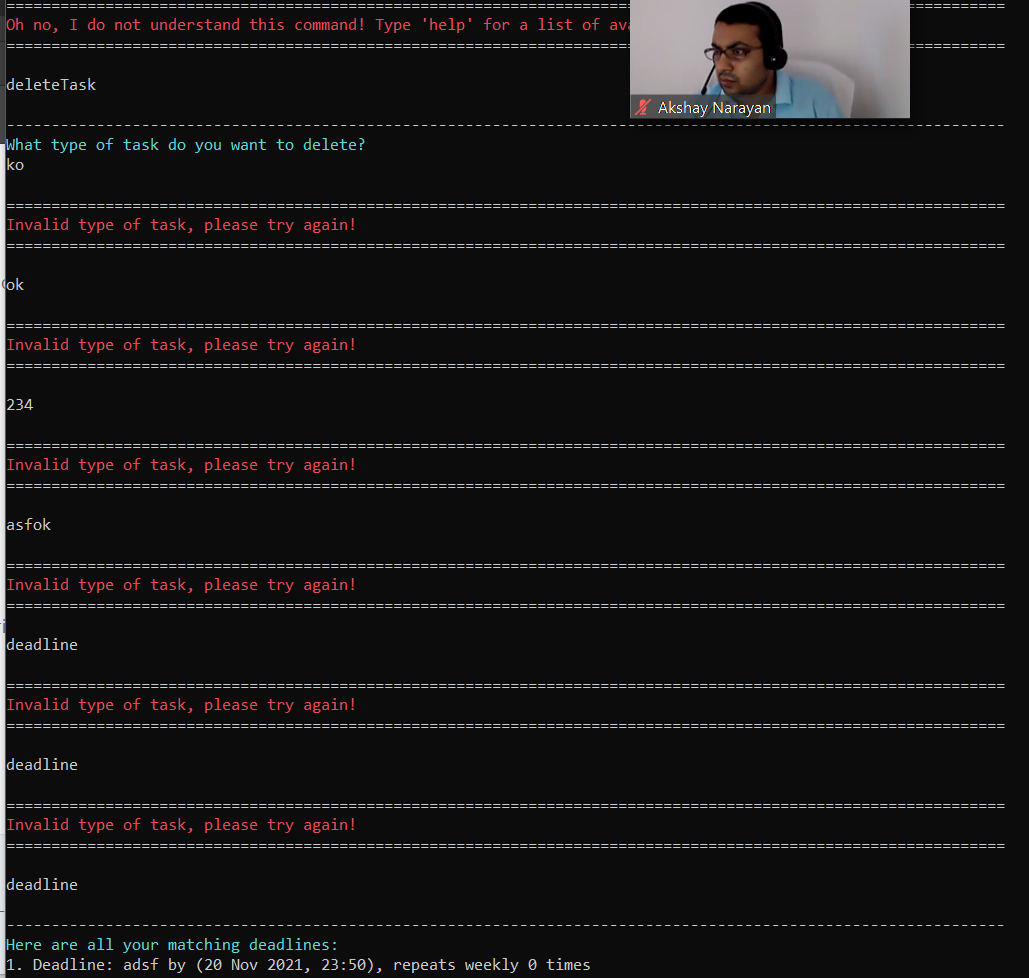 ====================================================================================================
Oh no, I do not understand this command! Type 'help' for a list of
====================================================================================================
Akshay Narayan
deleteTask
----------------------------------------------------------------------------------------------------
What type of task do you want to delete?
ko
====================================================================================================
Invalid type of task, please try again!
====================================================================================================
ok
====================================================================================================
Invalid type of task, please try again!
====================================================================================================
234
====================================================================================================
Invalid type of task, please try again!
====================================================================================================
asfok
====================================================================================================
Invalid type of task, please try again!
====================================================================================================
deadline
====================================================================================================
Invalid type of task, please try again!
====================================================================================================
deadline
====================================================================================================
Invalid type of task, please try again!
====================================================================================================
deadline
----------------------------------------------------------------------------------------------------
Here are all your matching deadlines:
1. Deadline: adsf by (20 Nov 2021, 23:50), repeats weekly 0 times